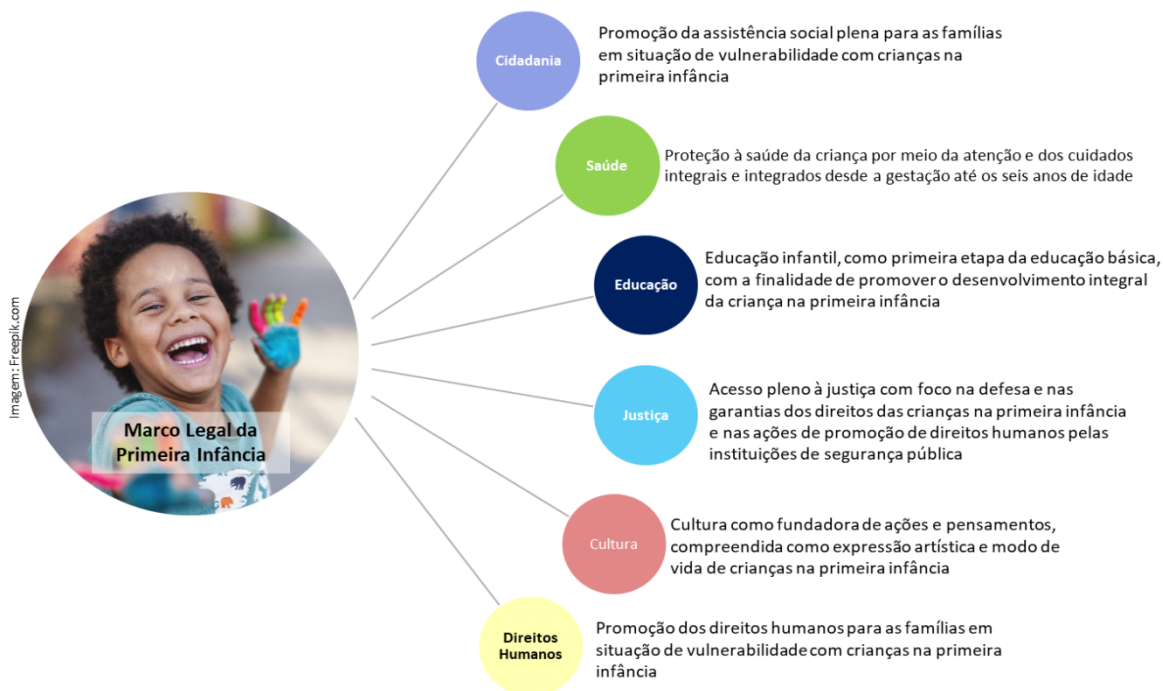 Cidadania
Promoção da assistência social plena para as famílias
em situação de vulnerabilidade com crianças na
primeira infância
Saúde
Proteção à saúde da criança por meio da atenção e dos cuidados
integrais e integrados desde a gestação até os seis anos de idade
Educação
Educação infantil, como primeira etapa da educação básica,
com a finalidade de promover o desenvolvimento integral
da criança na primeira infância
Imagem: Freepik.com
Marco Legal da
Primeira Infância
Justiça
Acesso pleno à justiça com foco na defesa e nas
garantias dos direitos das crianças na primeira infância
e nas ações de promoção de direitos humanos pelas
instituições de segurança pública
Cultura
Cultura como fundadora de ações e pensamentos,
compreendida como expressão artística e modo de
vida de crianças na primeira infância
Direitos
Humanos
Promoção dos direitos humanos para as famílias em
situação de vulnerabilidade com crianças na primeira
infância